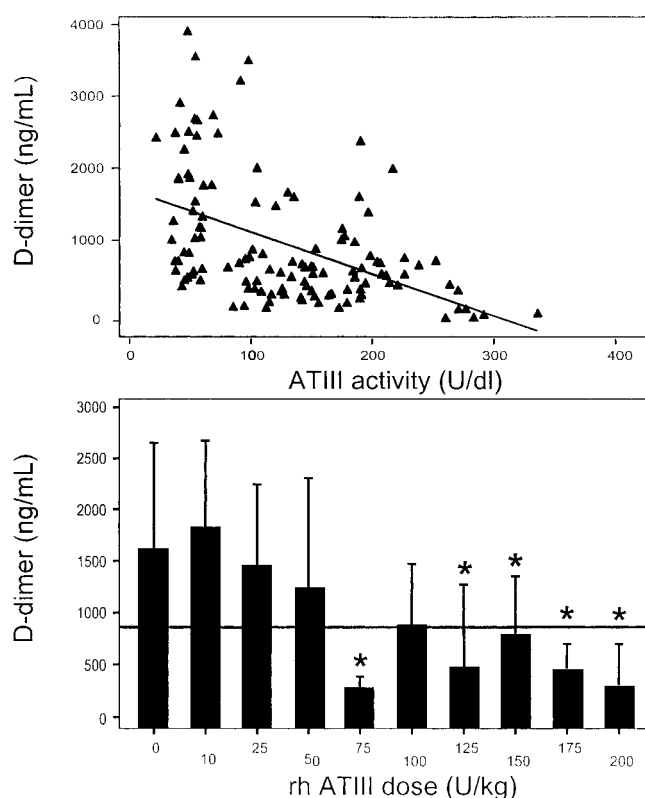 4000
3000
2000
1000
0
D-dimer (ng/mL)
0 100 200 300 400
ATIII activity (U/dl)
3000
2500
2000
1500
1000
500
0
D-dimer (ng/mL)
* * * * *
0 10 25 50 75 100 125 150 175 200
rh ATIII dose (U/kg)